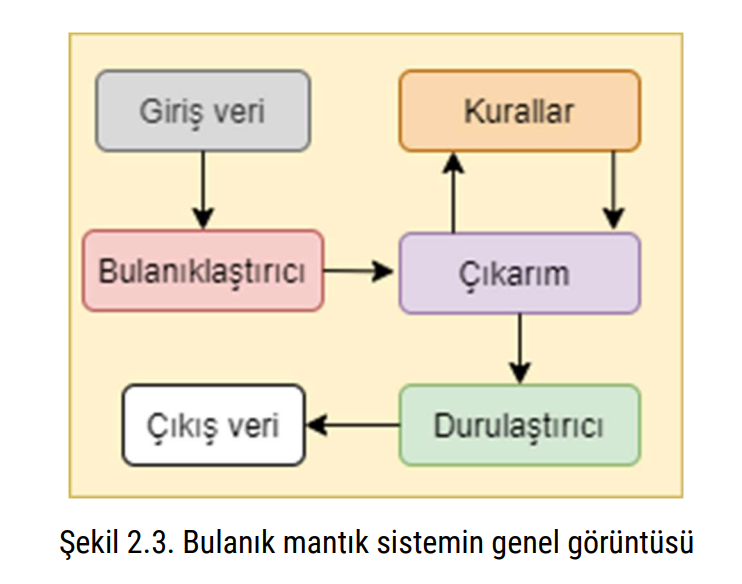 Giriş veri
Kurallar
Bulanıklaştırıcı
Çıkarım
Çıkış veri
Durulaştırıcı
Şekil 2.3. Bulanık mantık sistemin genel görüntüsü